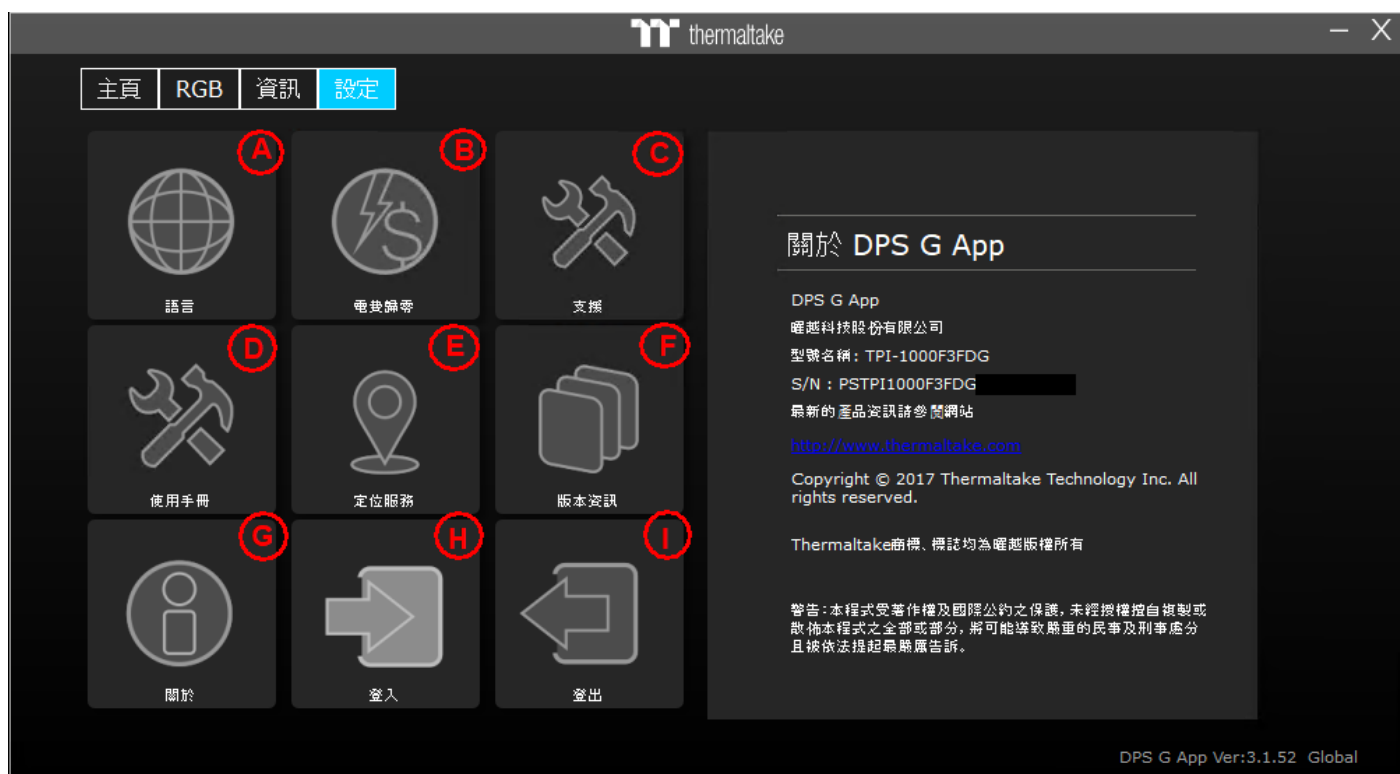 thermaltake
主頁 RGB 資訊 設定
A
B
C
語言
電費歸零
支援
D
E
F
使用手冊
定位服務
版本資訊
G
H
I
關於
登入
登出
關於 DPS G App
DPS G App
曜越科技股份有限公司
型號名稱: TPI-1000F3FDG
S/N : PSTPI1000F3FDG
最新的產品資訊請參閱網站
http://www.thermaltake.com
Copyright © 2017 Thermaltake Technology Inc. All
rights reserved.
Thermaltake商標、標誌均為曜越版權所有
警告:本程式受著作權及國際公約之保護,未經授權擅自複製或
散佈本程式之全部或部分,將可能導致嚴重的民事及刑事處分
且被依法提起最嚴厲告訴。
DPS G App Ver:3.1.52 Global